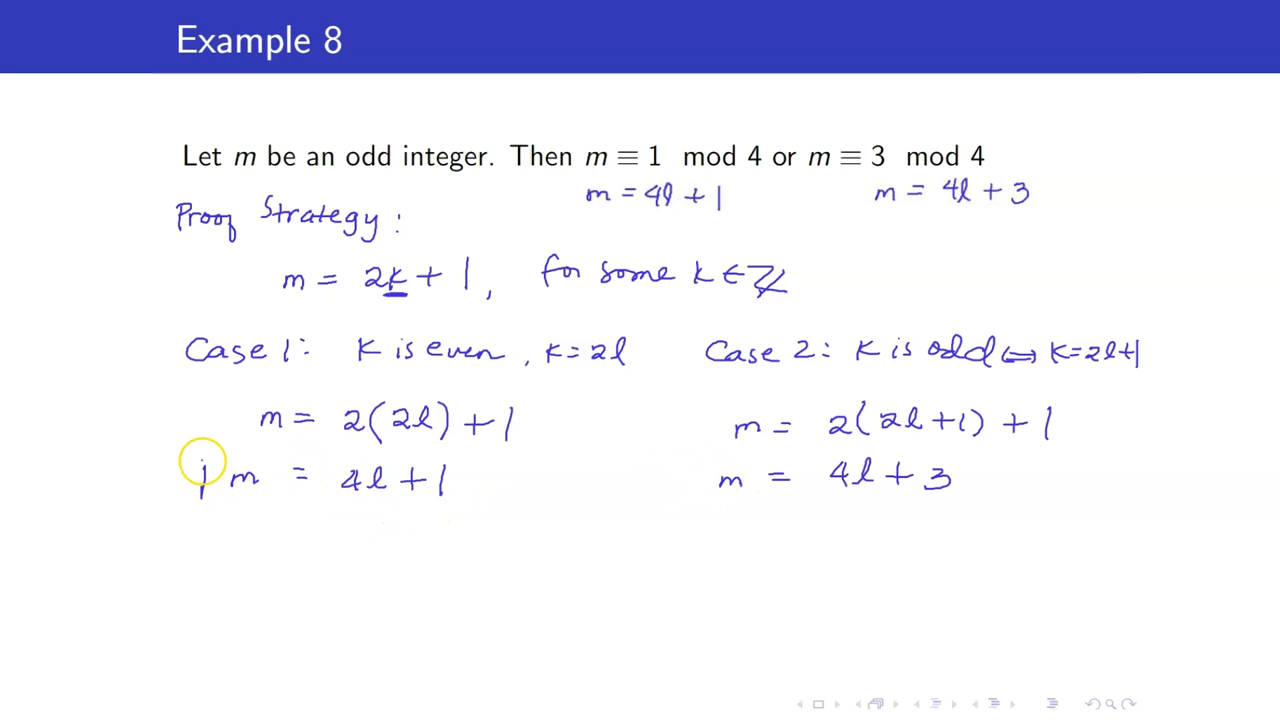 Example 8
Let m be an odd integer. Then m ≡ 1 mod 4 or m ≡ 3 mod 4
m = 4l + 1 m = 4l + 3
Proof Strategy:
m = 2k + 1, for some k ∈ ℤ
Case 1: k is even, k=2l Case 2: k is odd ⟺ k=2l+1
m = 2(2l) + 1 m = 2(2l+1) + 1
m = 4l + 1 m = 4l + 3